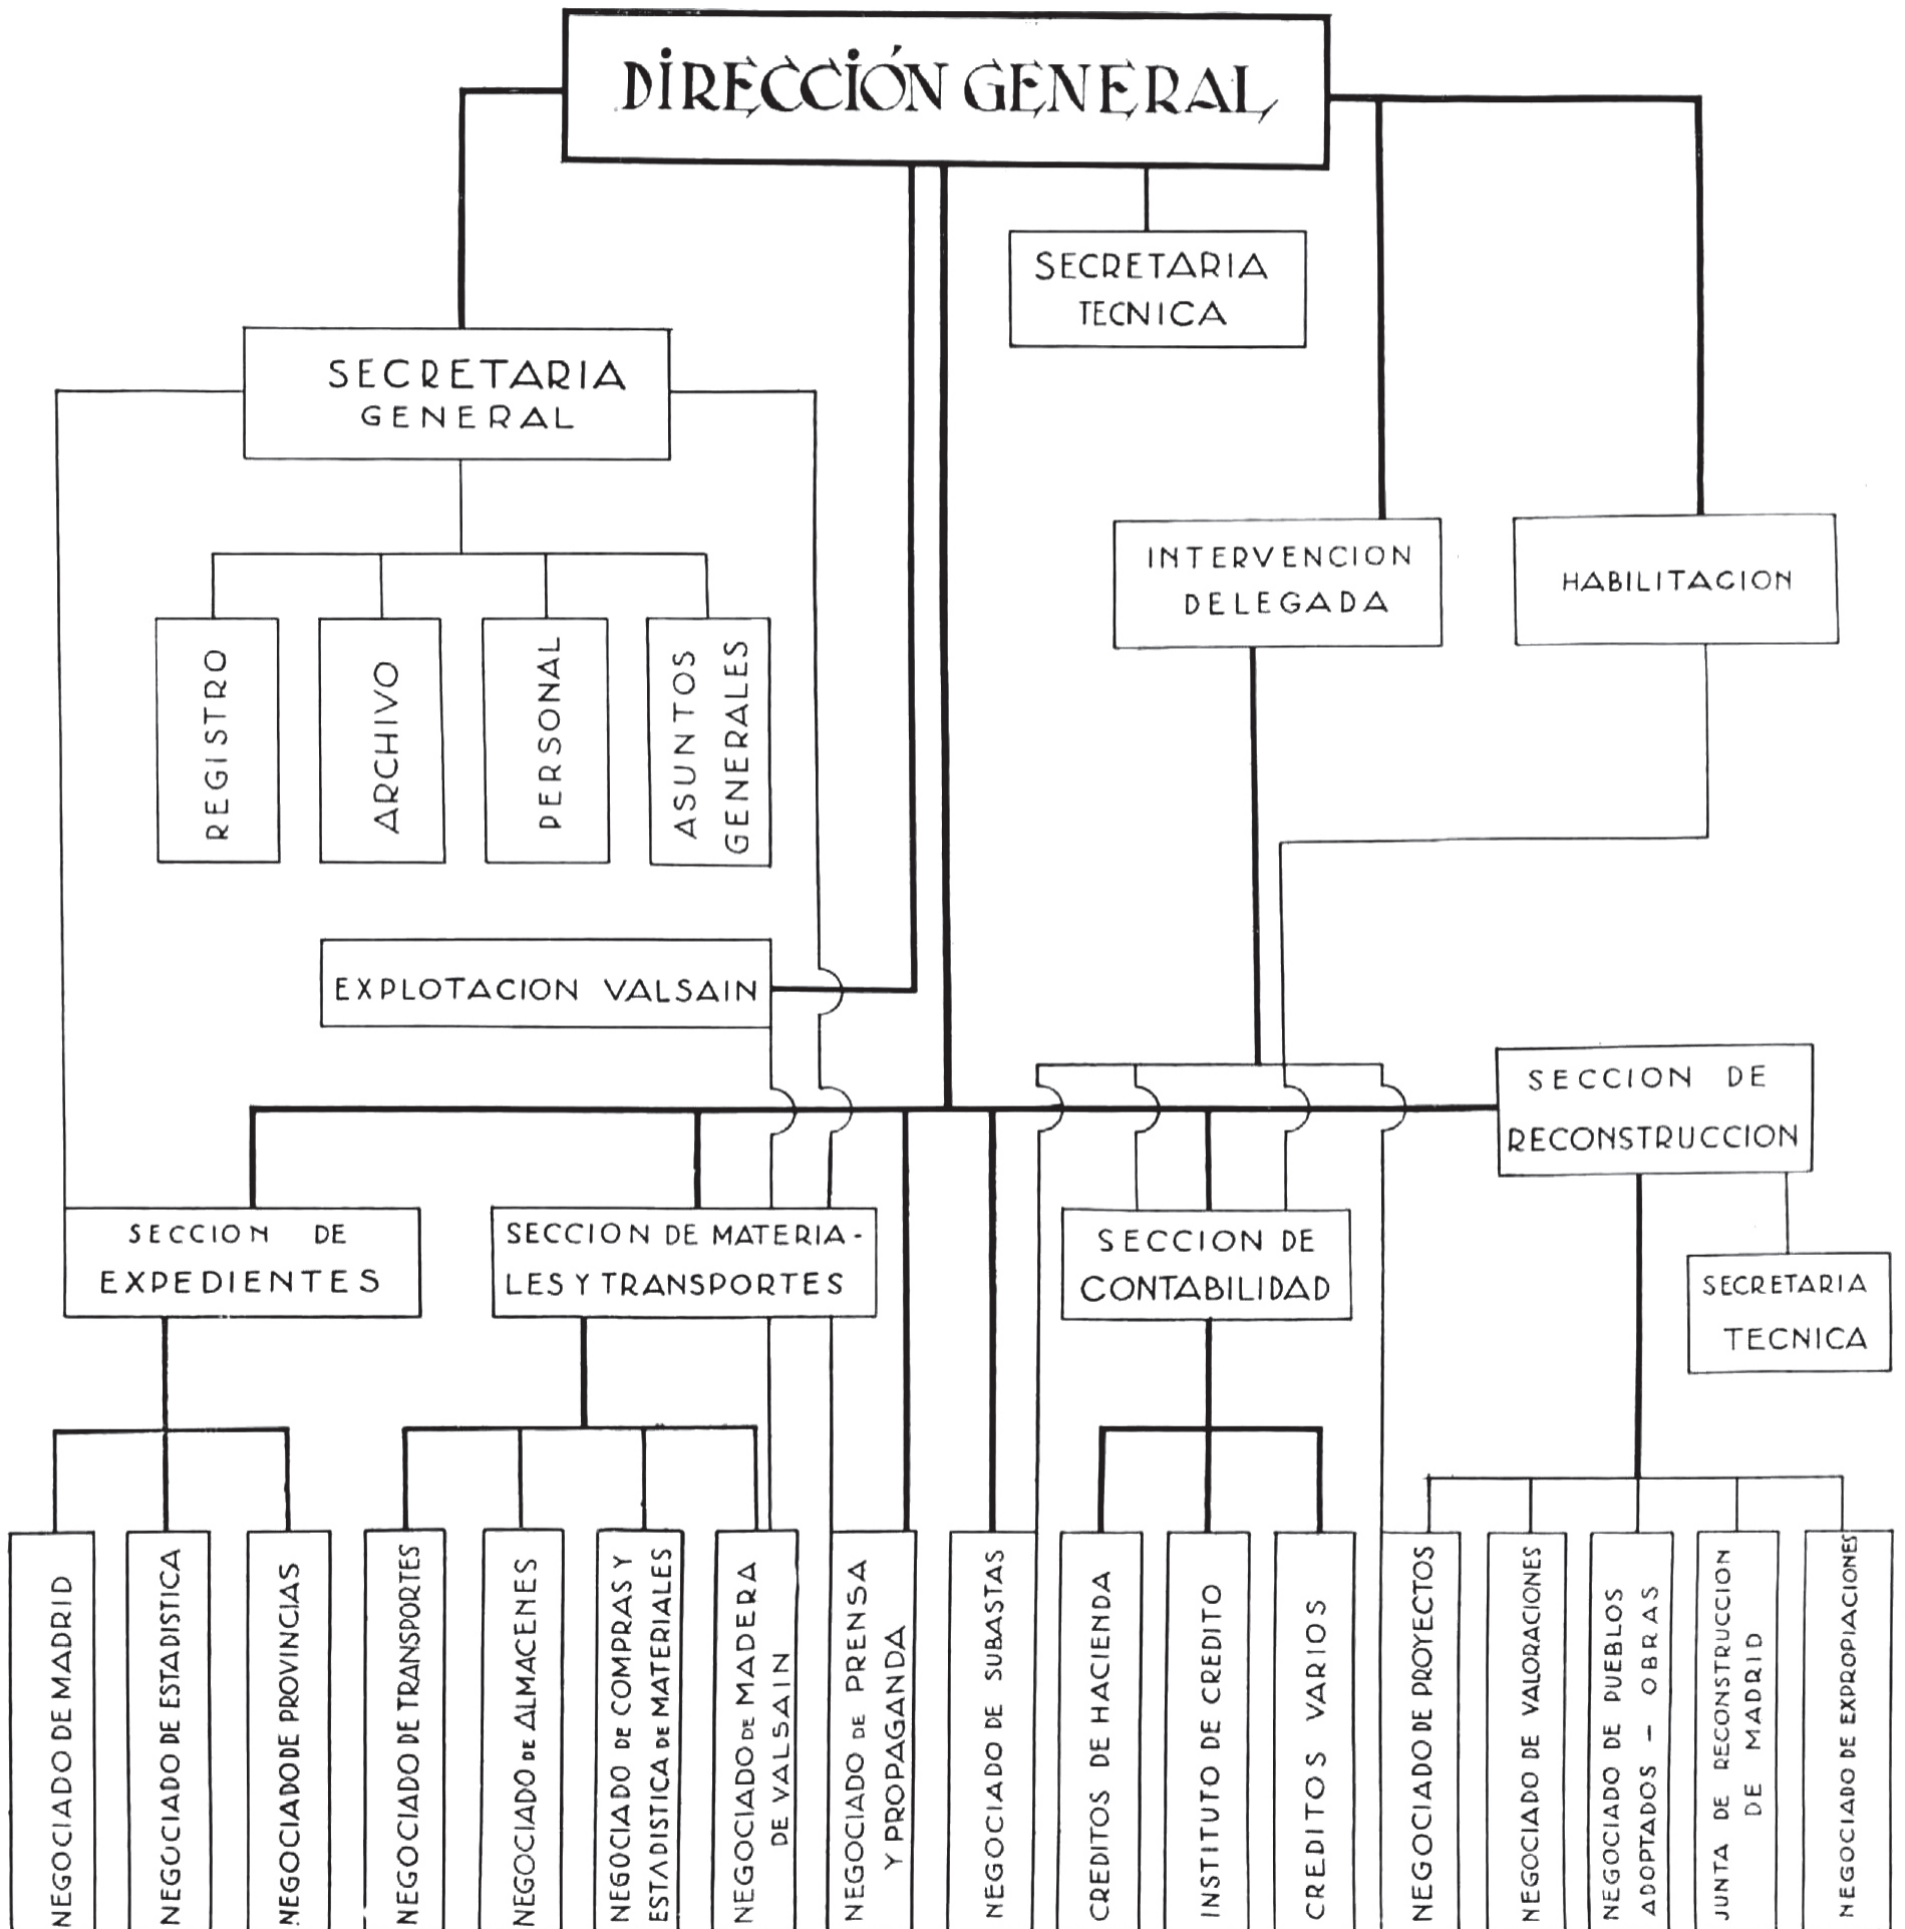 DIRECCIÓN GENERAL
SECRETARIA
TECNICA
SECRETARIA
GENERAL
INTERVENCION
DELEGADA
HABILITACION
REGISTRO
ARCHIVO
PERSONAL
ASUNTOS
GENERALES
EXPLOTACION VALSAIN
SECCION DE
RECONSTRUCCION
SECCION DE
EXPEDIENTES
SECCION DE MATERIA-
LES Y TRANSPORTES
SECCION DE
CONTABILIDAD
SECRETARIA
TECNICA
NEGOCIADO DE MADRID
NEGOCIADO DE ESTADISTICA
NEGOCIADO DE PROVINCIAS
NEGOCIADO DE TRANSPORTES
NEGOCIADO DE ALMACENES
NEGOCIADO DE COMPRAS Y
ESTADISTICA DE MATERIALES
NEGOCIADO DE MADERA
DE VALSAIN
NEGOCIADO DE PRENSA
Y PROPAGANDA
NEGOCIADO DE SUBASTAS
CREDITOS DE HACIENDA
INSTITUTO DE CREDITO
CREDITOS VARIOS
NEGOCIADO DE PROYECTOS
NEGOCIADO DE VALORACIONES
NEGOCIADO DE PUEBLOS
ADOPTADOS - OBRAS
JUNTA DE RECONSTRUCCION
DE MADRID
NEGOCIADO DE EXPROPIACIONES